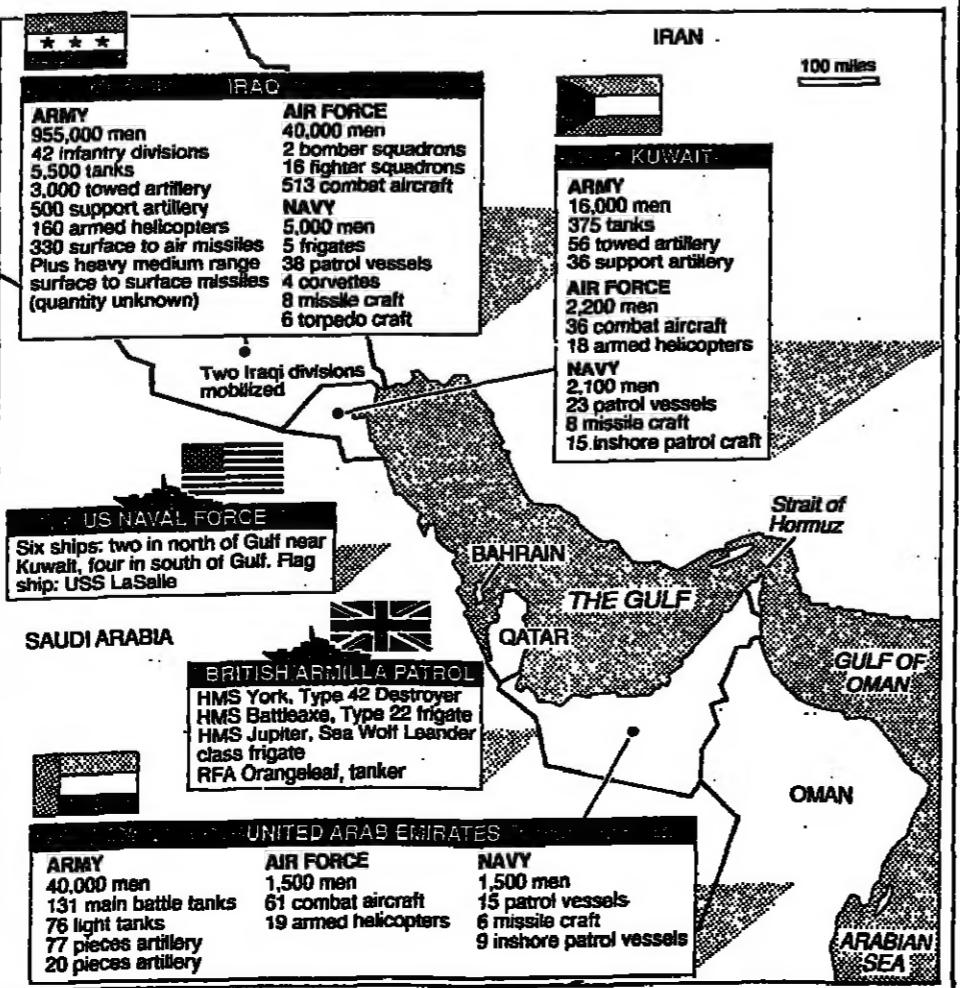 IRAN
100 miles
IRAQ
ARMY
955,000 men
42 infantry divisions
5,500 tanks
3,000 towed artillery
500 support artillery
160 armed helicopters
330 surface to air missiles
Plus heavy medium range
surface to surface missiles
(quantity unknown)
AIR FORCE
40,000 men
2 bomber squadrons
16 fighter squadrons
513 combat aircraft
NAVY
5,000 men
5 frigates
38 patrol vessels
4 corvettes
8 missile craft
6 torpedo craft
KUWAIT
ARMY
16,000 men
375 tanks
56 towed artillery
36 support artillery
AIR FORCE
2,200 men
36 combat aircraft
18 armed helicopters
NAVY
2,100 men
23 patrol vessels
8 missile craft
15 inshore patrol craft
Two Iraqi divisions
mobilized
US NAVAL FORCE
Six ships: two in north of Gulf near
Kuwait, four in south of Gulf. Flag
ship: USS LaSalle
Strait of
Hormuz
BAHRAIN
THE GULF
QATAR
SAUDI ARABIA
GULF OF
OMAN
BRITISH ARMILLA PATROL
HMS York, Type 42 Destroyer
HMS Battleaxe, Type 22 frigate
HMS Jupiter, Sea Wolf Leander
class frigate
RFA Orangeleaf, tanker
OMAN
UNITED ARAB EMIRATES
ARMY
40,000 men
131 main battle tanks
76 light tanks
77 pieces artillery
20 pieces artillery
AIR FORCE
1,500 men
61 combat aircraft
19 armed helicopters
NAVY
1,500 men
15 patrol vessels
6 missile craft
9 inshore patrol vessels
ARABIAN
SEA